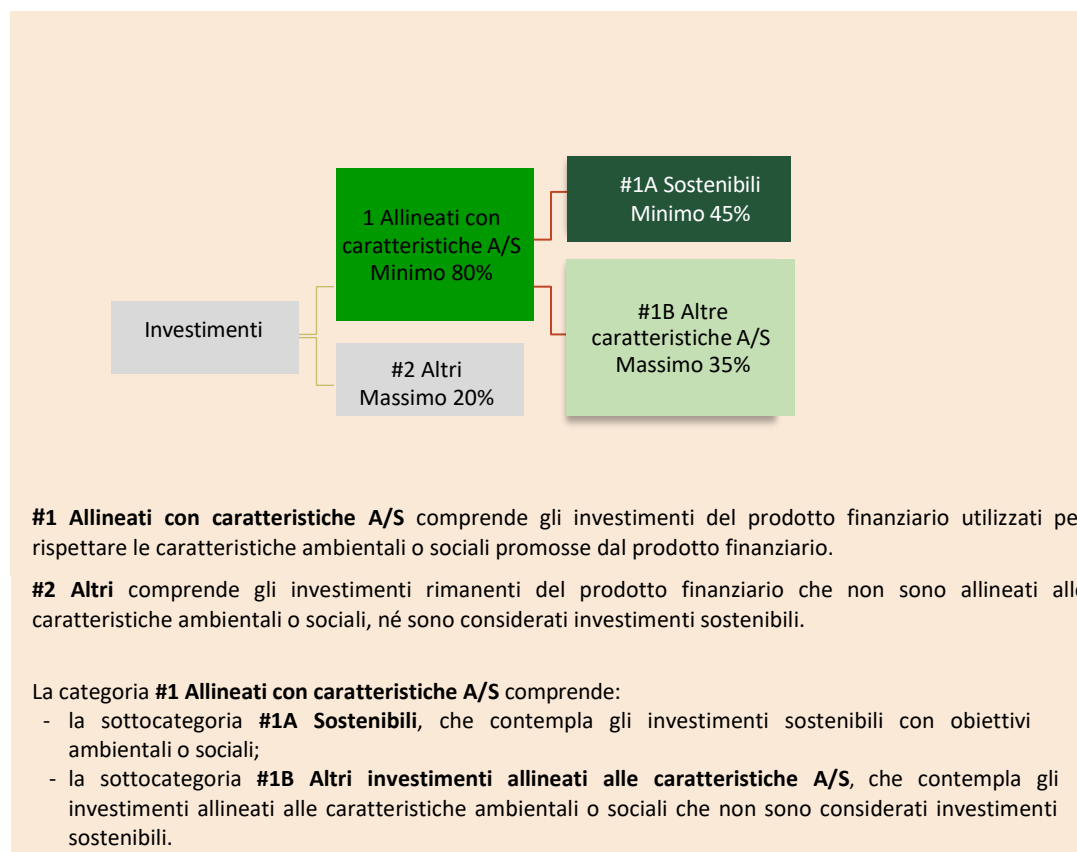 #1A Sostenibili
Minimo 45%
1 Allineati con
caratteristiche A/S
Minimo 80%
#1B Altre
caratteristiche A/S
Massimo 35%
Investimenti
#2 Altri
Massimo 20%
#1 Allineati con caratteristiche A/S comprende gli investimenti del prodotto finanziario utilizzati pe
rispettare le caratteristiche ambientali o sociali promosse dal prodotto finanziario.
#2 Altri comprende gli investimenti rimanenti del prodotto finanziario che non sono allineati all
caratteristiche ambientali o sociali, né sono considerati investimenti sostenibili.
La categoria #1 Allineati con caratteristiche A/S comprende:
- la sottocategoria #1A Sostenibili, che contempla gli investimenti sostenibili con obiettivi
ambientali o sociali;
- la sottocategoria #1B Altri investimenti allineati alle caratteristiche A/S, che contempla gli
investimenti allineati alle caratteristiche ambientali o sociali che non sono considerati investimenti
sostenibili.